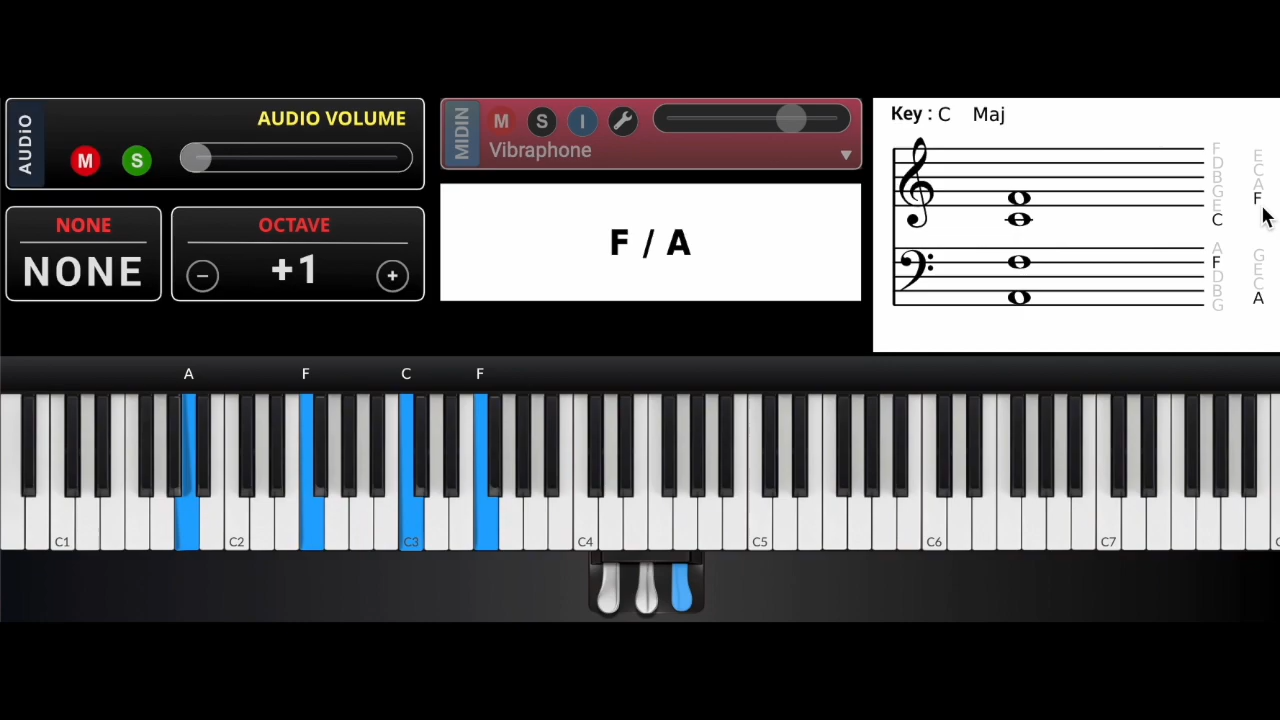 AUDiO
AUDIO VOLUME
M
S
NONE
NONE
OCTAVE
− +1 +
MIDIN
M S I
Vibraphone
F / A
Key : C Maj
F
D
B
G
E
C
E
C
A
F
A
F
D
B
G
G
E
C
A
A F C F
C1 C2 C3 C4 C5 C6 C7